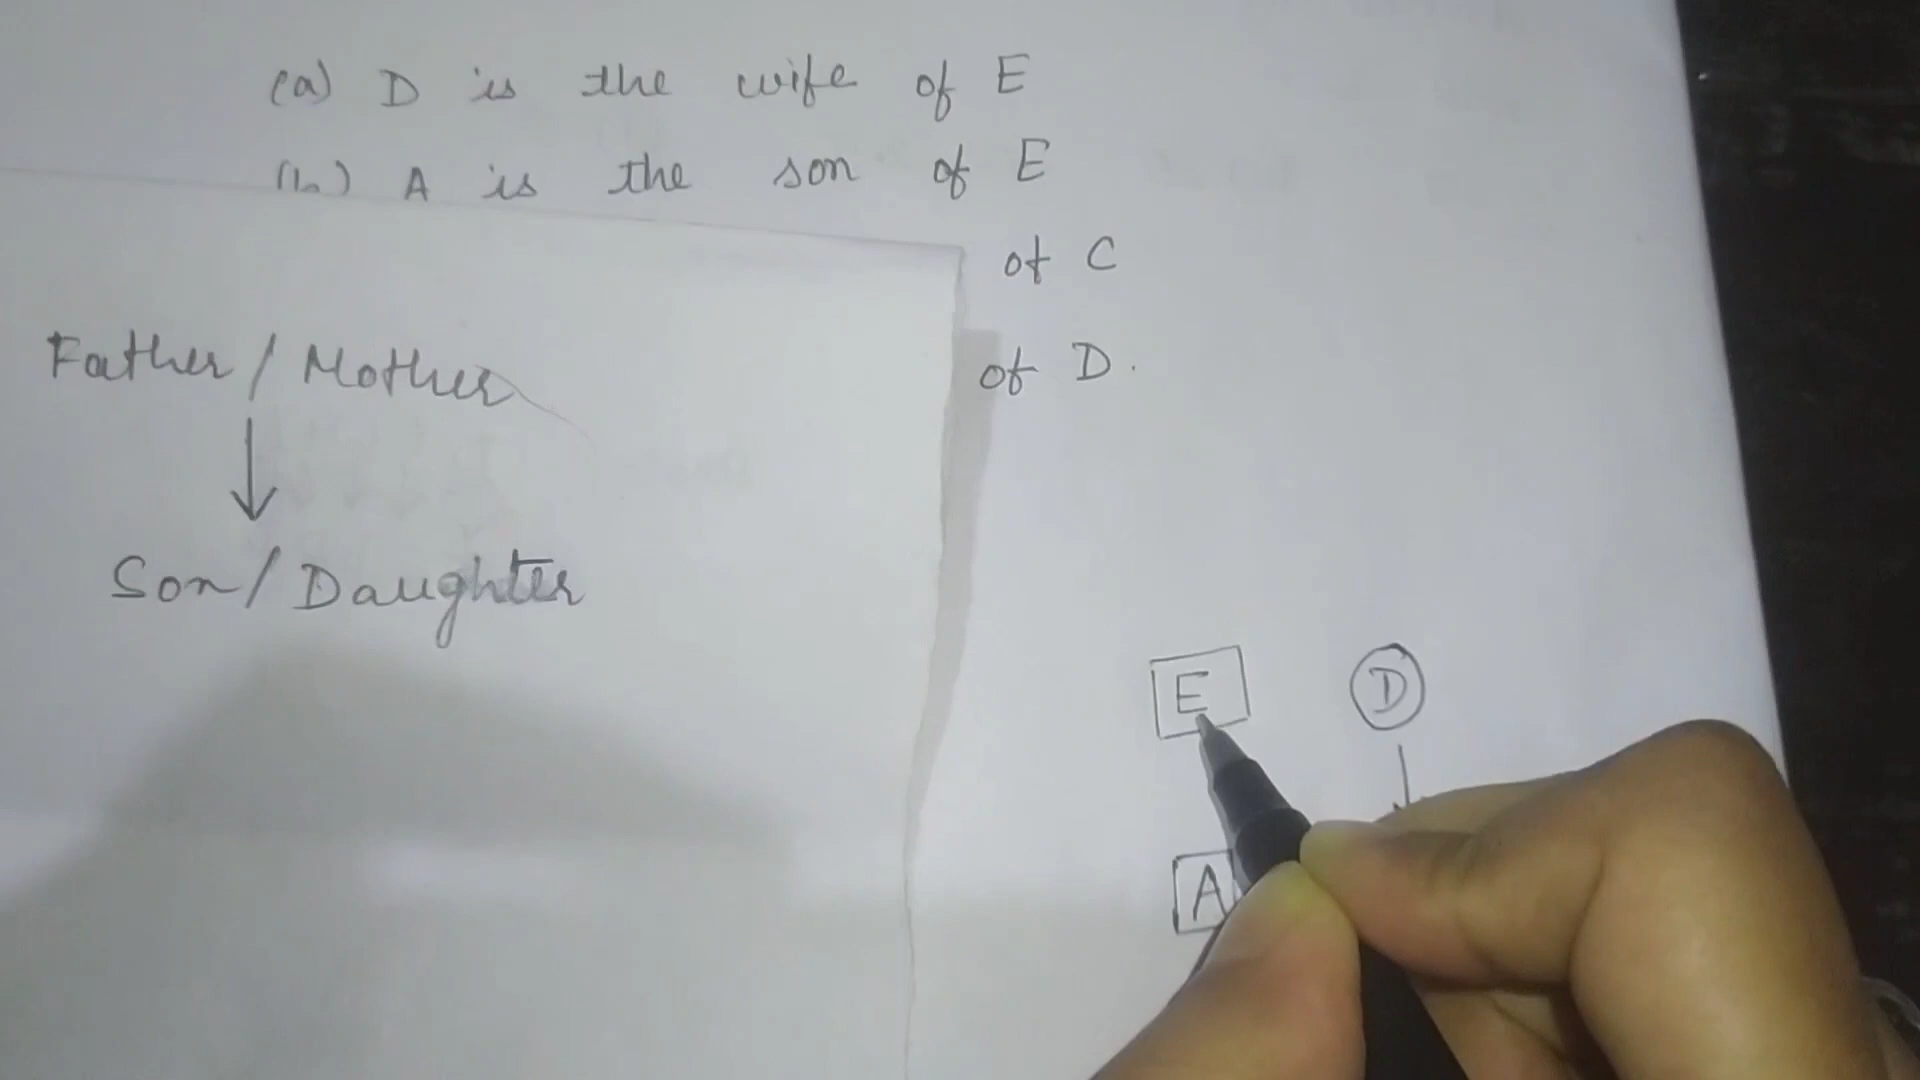 (a) D is the wife of E
(b) A is the son of E
of C
of D.
Father / Mother
Son / Daughter
E D
A